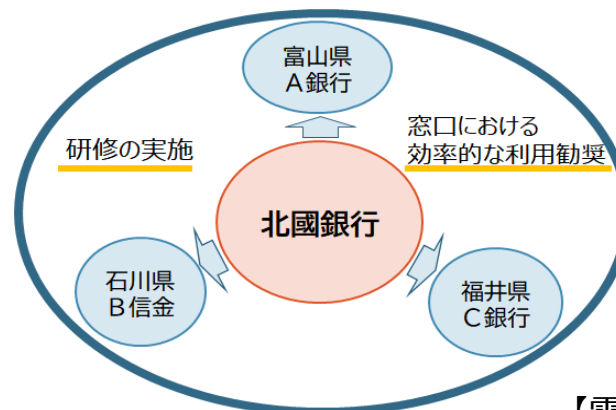 富山県
A銀行
研修の実施
窓口における
効率的な利用勧奨
北國銀行
石川県
B信金
福井県
C銀行